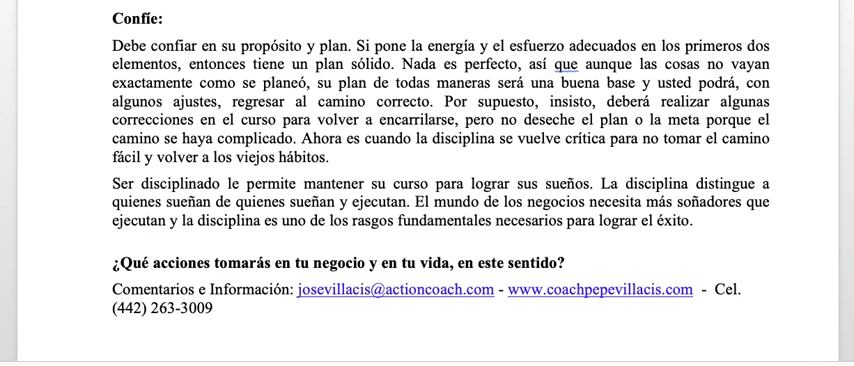 Confíe:
Debe confiar en su propósito y plan. Si pone la energía y el esfuerzo adecuados en los primeros dos
elementos, entonces tiene un plan sólido. Nada es perfecto, así que aunque las cosas no vayan
exactamente como se planeó, su plan de todas maneras será una buena base y usted podrá, con
algunos ajustes, regresar al camino correcto. Por supuesto, insisto, deberá realizar algunas
correcciones en el curso para volver a encarrilarse, pero no deseche el plan o la meta porque el
camino se haya complicado. Ahora es cuando la disciplina se vuelve crítica para no tomar el camino
fácil y volver a los viejos hábitos.
Ser disciplinado le permite mantener su curso para lograr sus sueños. La disciplina distingue a
quienes sueñan de quienes sueñan y ejecutan. El mundo de los negocios necesita más soñadores que
ejecutan y la disciplina es uno de los rasgos fundamentales necesarios para lograr el éxito.
¿Qué acciones tomarás en tu negocio y en tu vida, en este sentido?
Comentarios e Información: josevillacis@actioncoach.com - www.coachpepevillacis.com - Cel.
(442) 263-3009